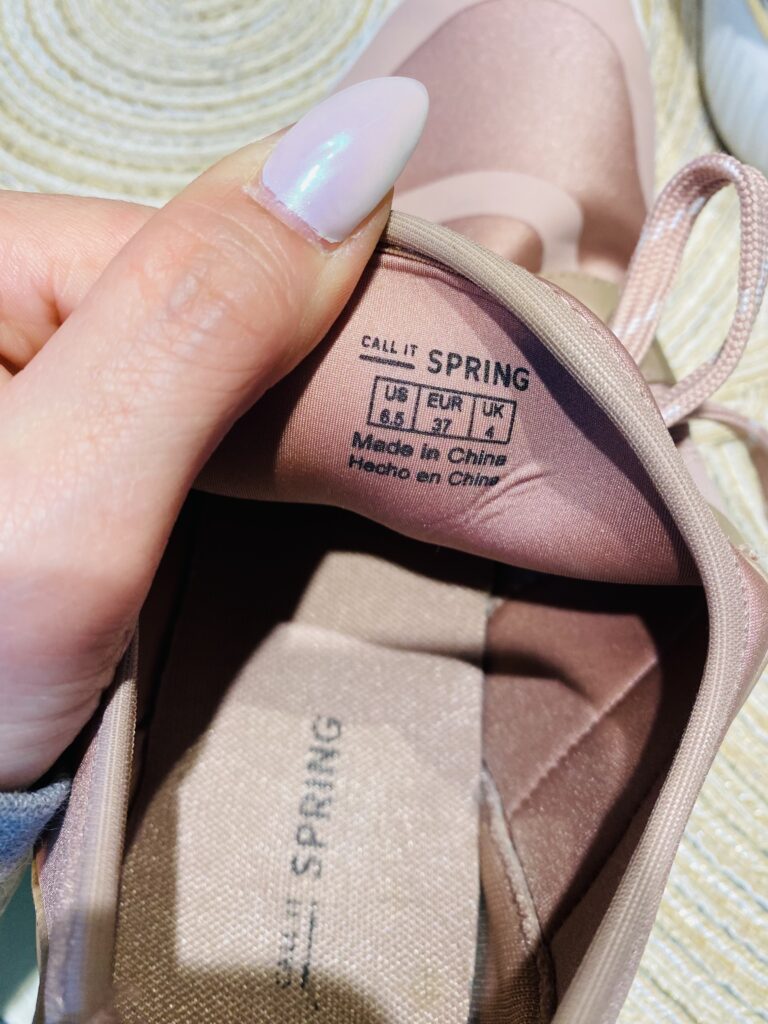 CALL IT SPRING
US EUR UK
6.5 37 4
Made in China
Hecho en China
CALL IT SPRING